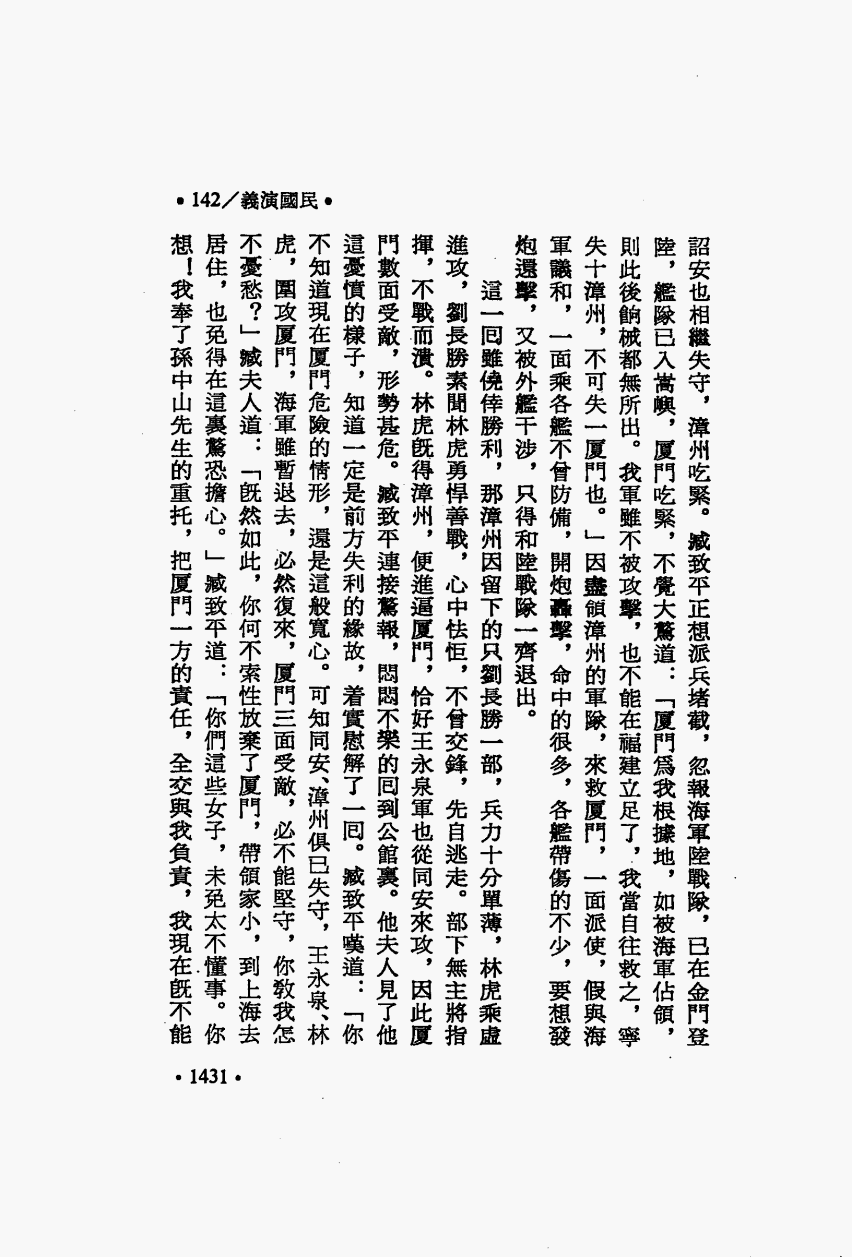 •142／義演國民•
詔安也相繼失守，漳州吃緊。臧致平正想派兵堵截，忽報海軍陸戰隊，已在金門登
陸，艦隊已入嵩嶼，厦門吃緊，不覺大驚道：「厦門爲我根據地，如被海軍佔領，
則此後餉械都無所出。我軍雖不被攻擊，也不能在福建立足了，我當自往救之，寧
失十漳州，不可失一厦門也。」因盡領漳州的軍隊，來救厦門，一面派使，假與海
軍議和，一面乘各艦不曾防備，開炮轟擊，命中的很多，各艦帶傷的不少，要想發
炮還擊，又被外艦干涉，只得和陸戰隊一齊退出。
這一囘雖僥倖勝利，那漳州因留下的只劉長勝一部，兵力十分單薄，林虎乘虛
進攻，劉長勝素聞林虎勇悍善戰，心中怯恇，不曾交鋒，先自逃走。部下無主將指
揮，不戰而潰。林虎旣得漳州，便進逼厦門，恰好王永泉軍也從同安來攻，因此厦
門數面受敵，形勢甚危。臧致平連接驚報，悶悶不樂的囘到公館裏。他夫人見了他
這憂憤的樣子，知道一定是前方失利的緣故，着實慰解了一囘。臧致平嘆道：「你
不知道現在厦門危險的情形，還是這般寬心。可知同安、漳州俱已失守，王永泉、林
虎，圍攻厦門，海軍雖暫退去，必然復來，厦門三面受敵，必不能堅守，你敎我怎
不憂愁？」臧夫人道：「旣然如此，你何不索性放棄了厦門，帶領家小，到上海去
居住，也免得在這裏驚恐擔心。」臧致平道：「你們這些女子，未免太不懂事。你
想！我奉了孫中山先生的重托，把厦門一方的責任，全交與我負責，我現在旣不能
•1431•